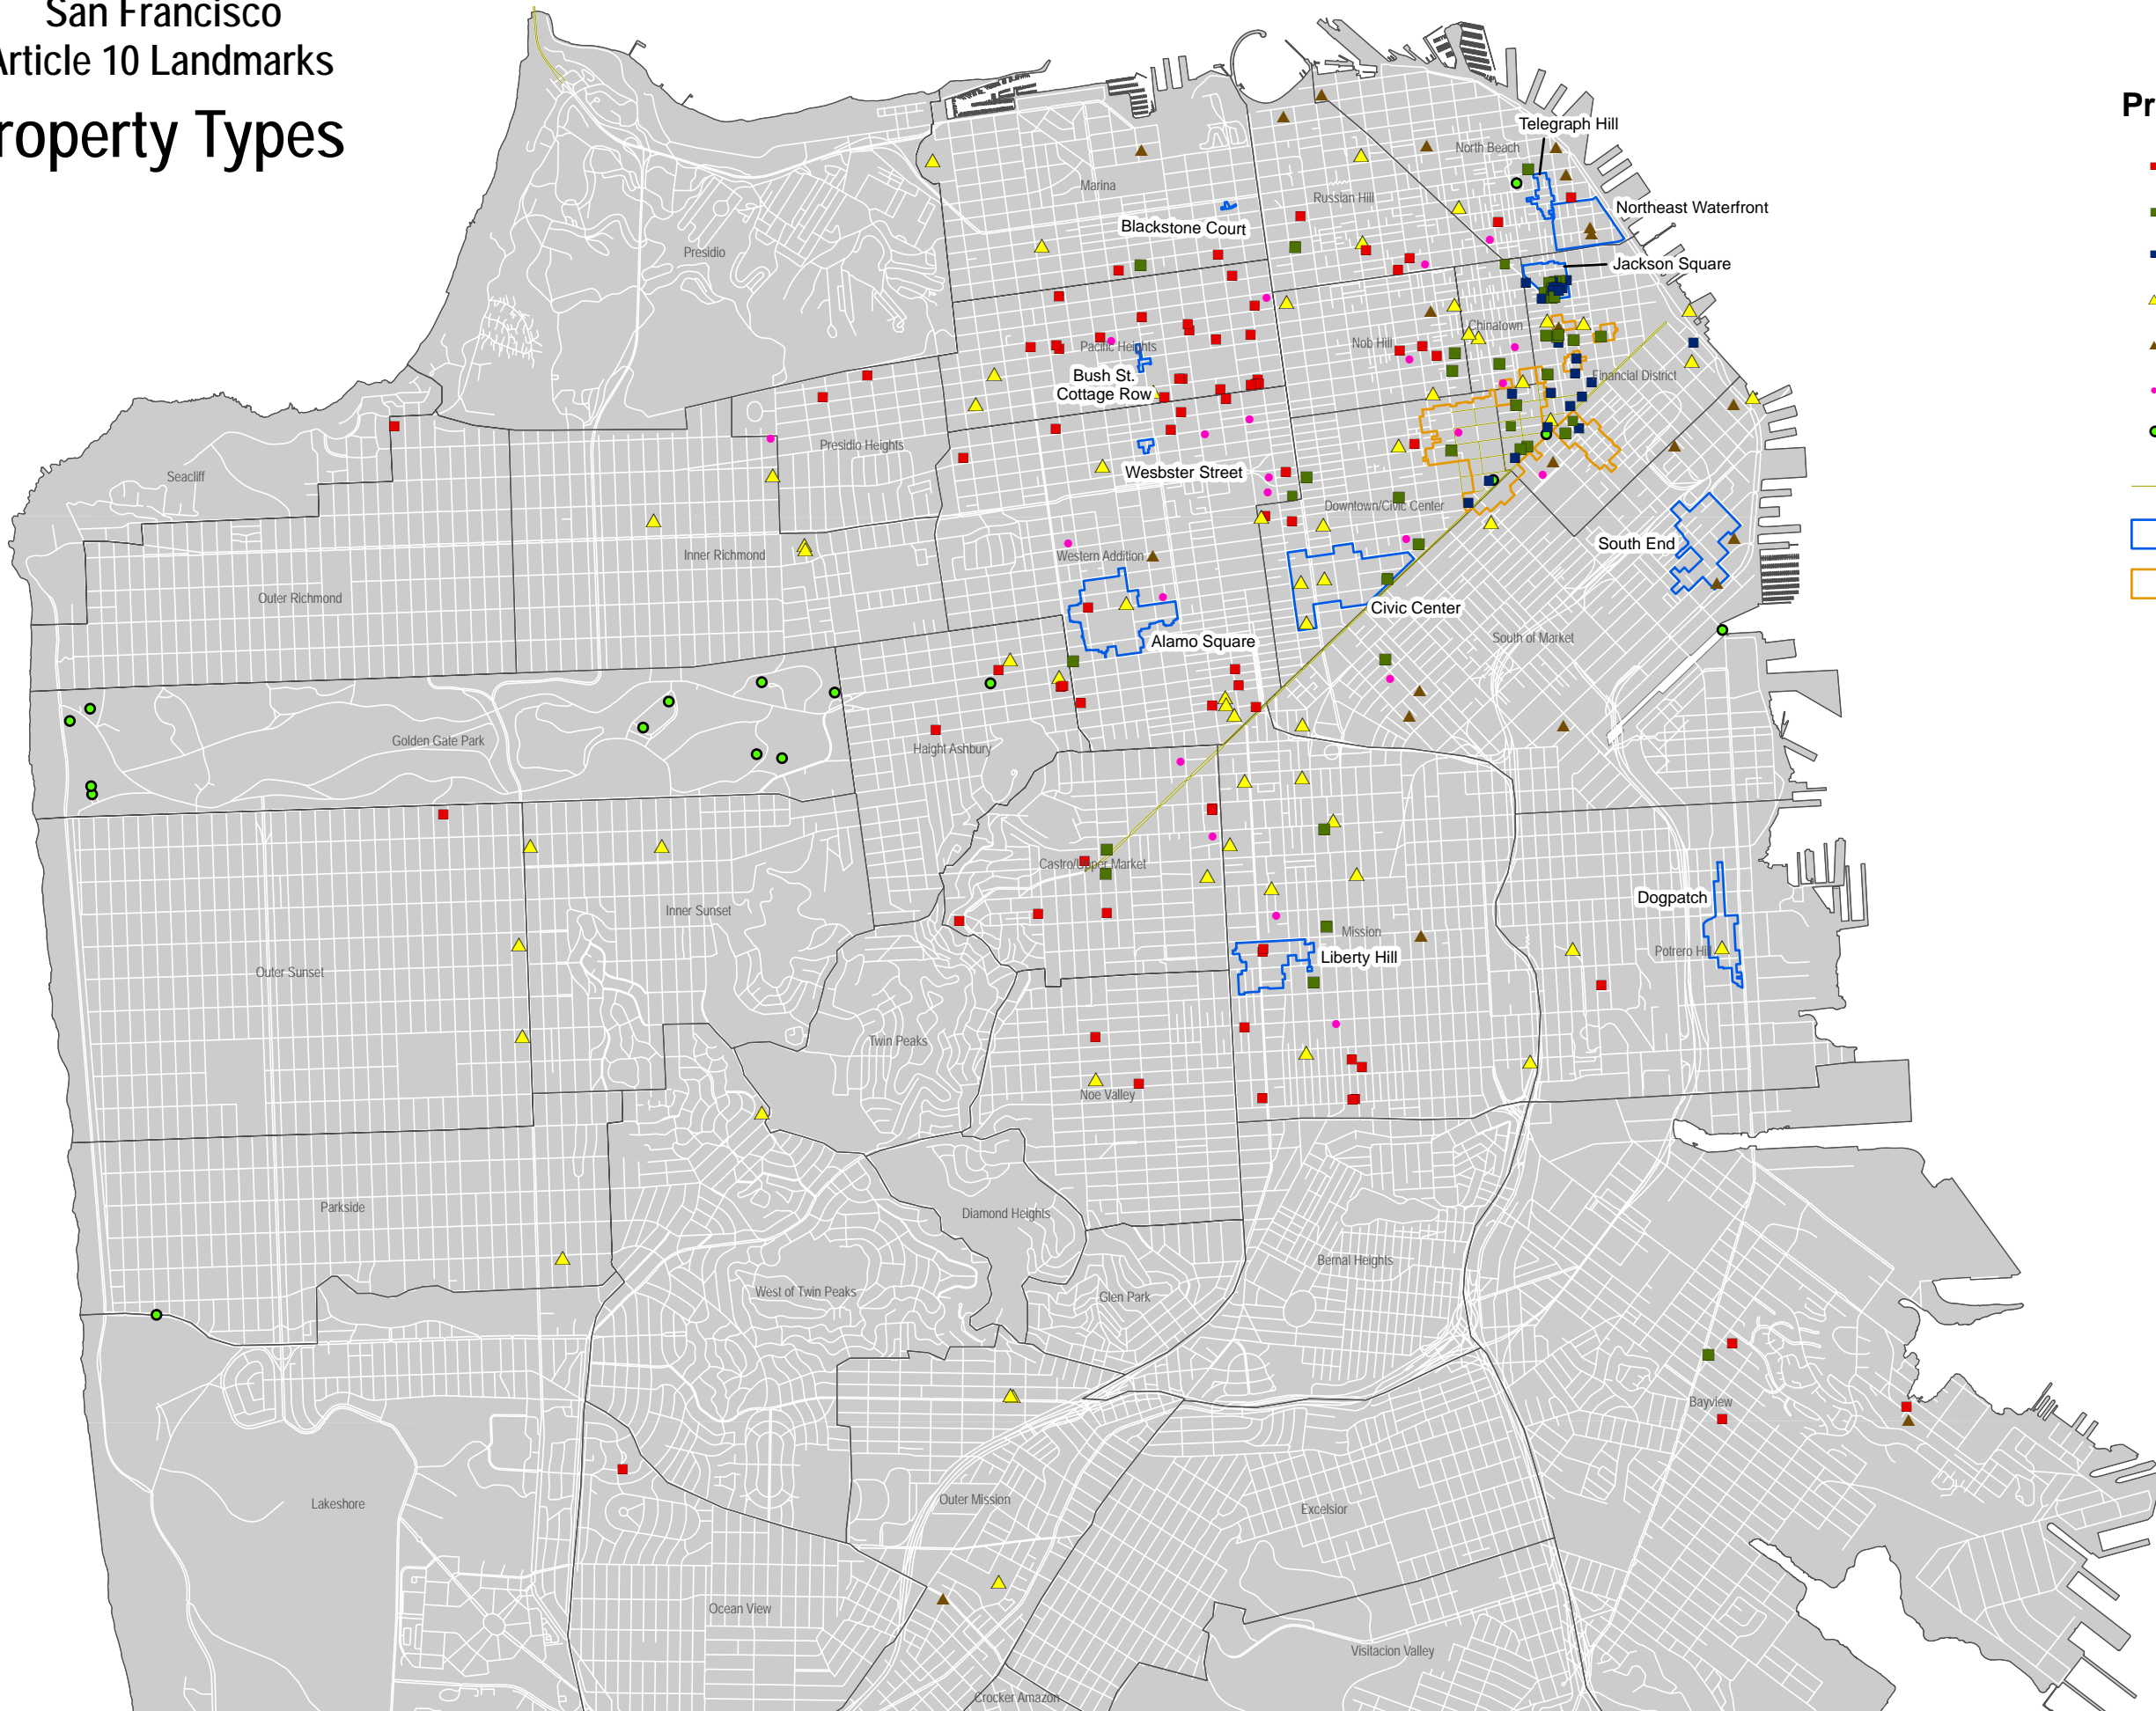 San Francisco
Article 10 Landmarks
roperty Types
Pr
Telegraph Hill
North Beach
Marina
Russian Hill
Northeast Waterfront
Blackstone Court
Presidio
Jackson Square
Chinatown
Nob Hill
Pacific Heights
Bush St.
Cottage Row
Financial District
Presidio Heights
Seacliff
Wesbster Street
Downtown/Civic Center
South End
Inner Richmond
Western Addition
Outer Richmond
Civic Center
South of Market
Alamo Square
Golden Gate Park
Haight Ashbury
Castro/Upper Market
Dogpatch
Inner Sunset
Mission
Liberty Hill
Potrero Hill
Outer Sunset
Twin Peaks
Noe Valley
Parkside
Diamond Heights
Bernal Heights
West of Twin Peaks
Glen Park
Bayview
Lakeshore
Outer Mission
Excelsior
Ocean View
Visitacion Valley
Crocker Amazon